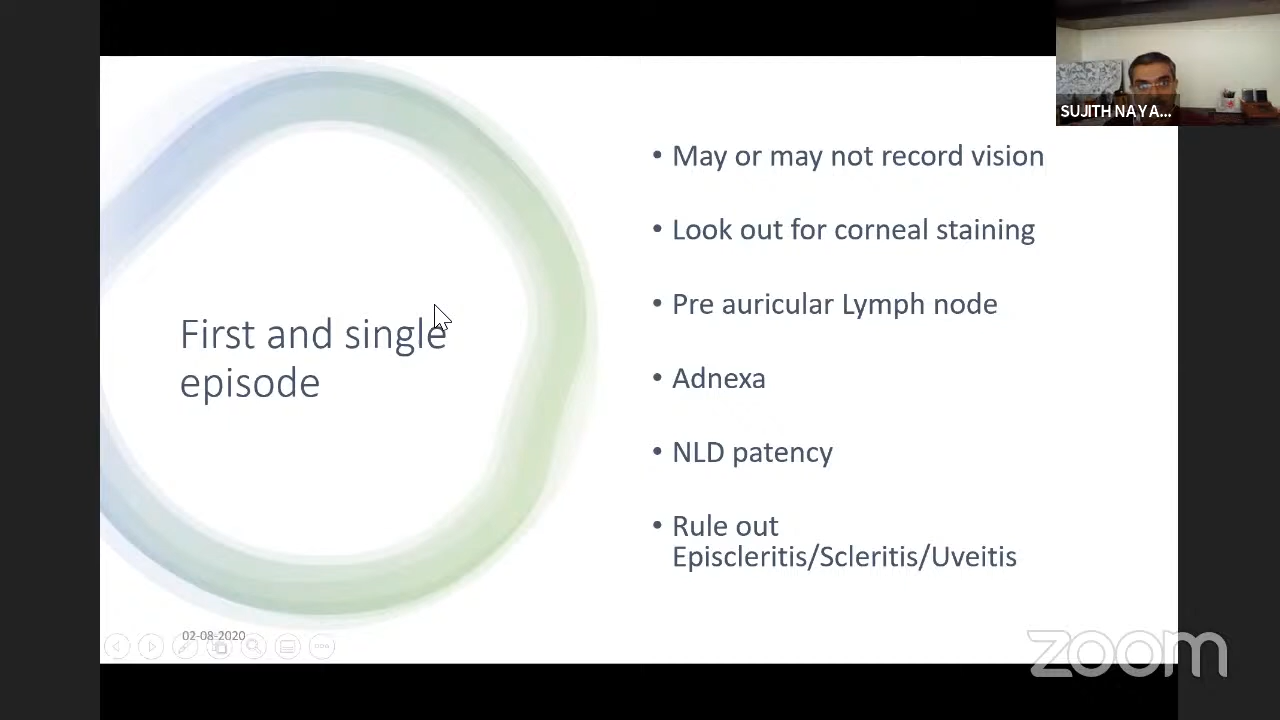 SUJITH NAYA...
• May or may not record vision
• Look out for corneal staining
• Pre auricular Lymph node
First and single
episode
• Adnexa
• NLD patency
• Rule out
Episcleritis/Scleritis/Uveitis
02-08-2020
zoom